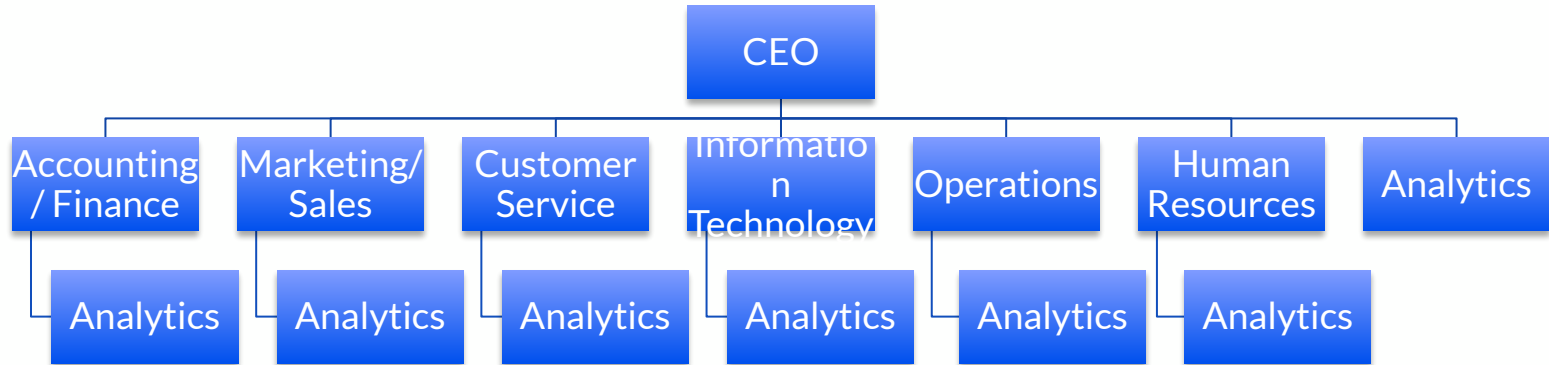 CEO
Accounting
/ Finance
Marketing/
Sales
Customer
Service
Informatio
n
Technology
Operations
Human
Resources
Analytics
Analytics
Analytics
Analytics
Analytics
Analytics
Analytics